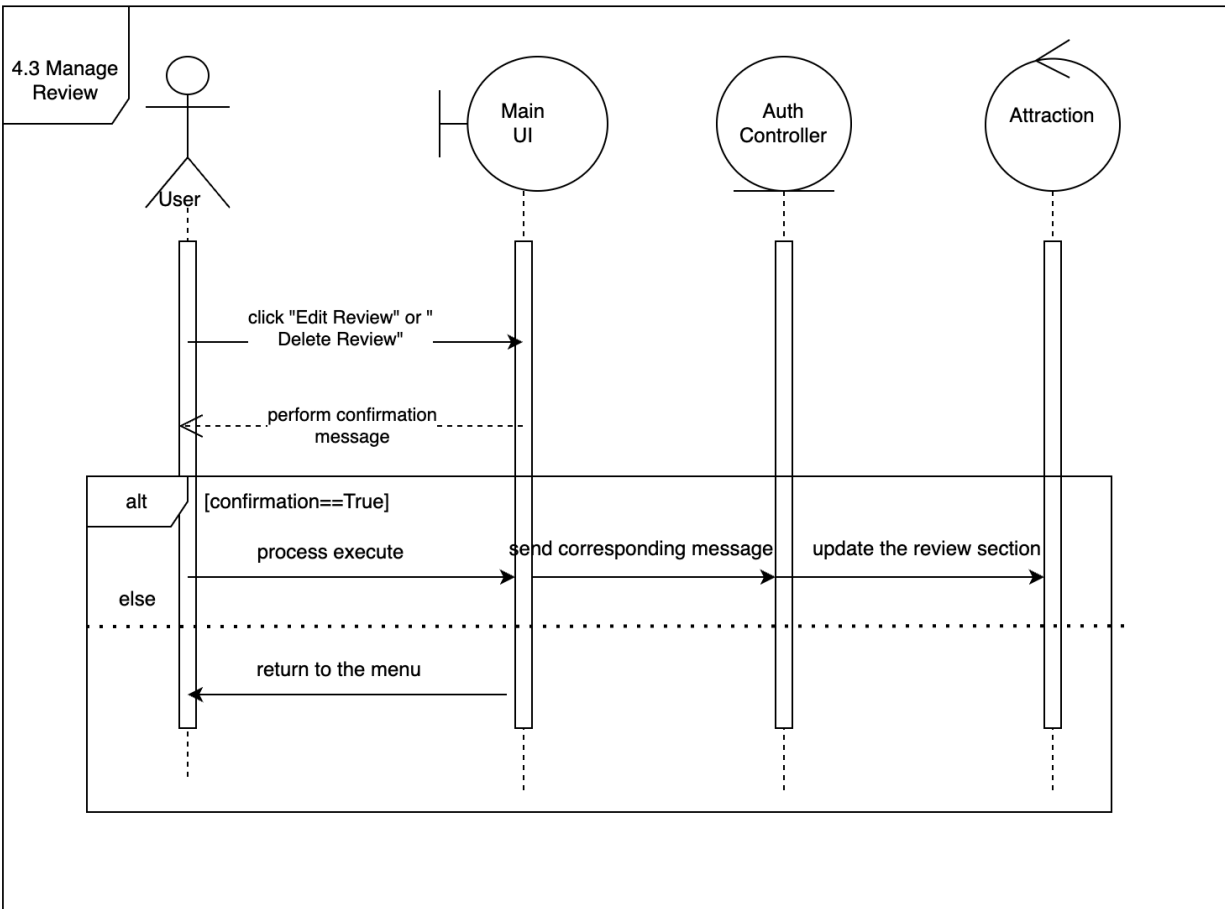 4.3 Manage
Review
User
Main
UI
Auth
Controller
Attraction
click "Edit Review" or "
Delete Review"
perform confirmation
message
alt
[confirmation==True]
process execute
send corresponding message
update the review section
else
return to the menu